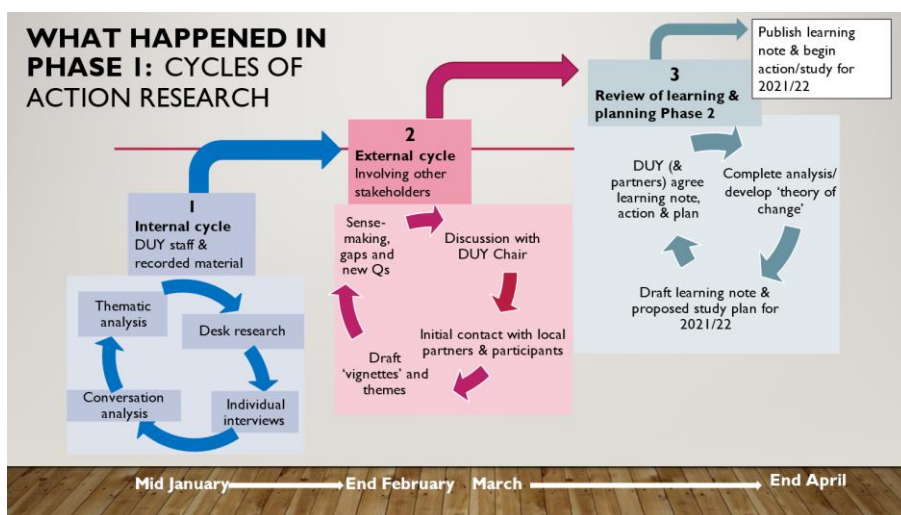 WHAT HAPPENED IN
PHASE 1: CYCLES OF
ACTION RESEARCH
1
Internal cycle
DUY staff &
recorded material
Thematic
analysis
Desk research
Individual
interviews
Conversation
analysis
2
External cycle
Involving other
stakeholders
Sense-
making,
gaps and
new Qs
Discussion with
DUY Chair
Initial contact with local
partners & participants
Draft
‘vignettes’ and
themes
3
Review of learning &
planning Phase 2
DUY (&
partners) agree
learning note,
action & plan
Complete analysis/
develop ‘theory of
change’
Draft learning note &
proposed study plan for
2021/22
Publish learning
note & begin
action/study for
2021/22
Mid January
End February
March
End April